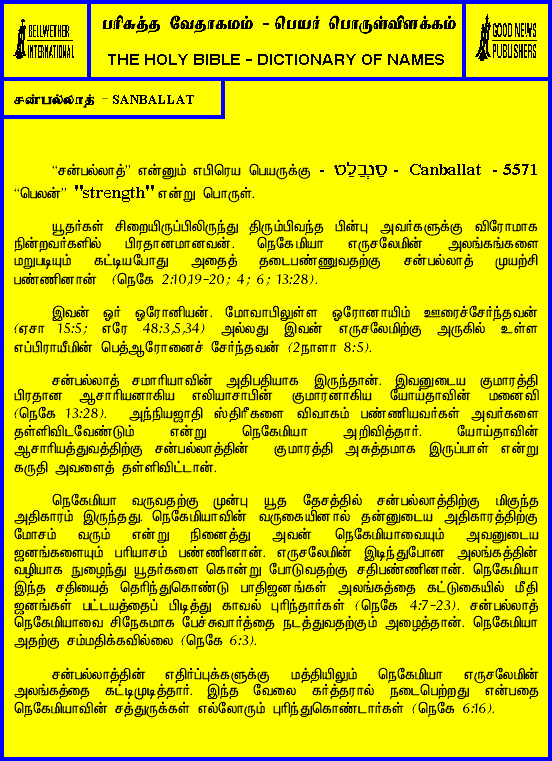 BELLWETHER
INTERNATIONAL
பரிசுத்த வேதாகமம் - பெயர் பொருள்விளக்கம்
THE HOLY BIBLE - DICTIONARY OF NAMES
GOOD NEWS
PUBLISHERS
சன்பல்லாத் - SANBALLAT
“சன்பல்லாத்” என்னும் எபிரெய பெயருக்கு - סַנְבַלַּט - Canballat - 5571
“பெலன்” "strength" என்று பொருள்.
யூதர்கள் சிறையிருப்பிலிருந்து திரும்பிவந்த பின்பு அவர்களுக்கு விரோமாக
நின்றவர்களில் பிரதானமானவன். நெகேமியா எருசலேமின் அலங்கங்களை
மறுபடியும் கட்டியபோது அதைத் தடைபண்ணுவதற்கு சன்பல்லாத் முயற்சி
பண்ணினான் (நெகே 2:10,19-20; 4; 6; 13:28).
இவன் ஓர் ஓரோனியன். மோவாபிலுள்ள ஓரோனாயிம் ஊரைச்சேர்ந்தவன்
(ஏசா 15:5; எரே 48:3,5,34) அல்லது இவன் எருசலேமிற்கு அருகில் உள்ள
எப்பிராயீமின் பெத்ஆரோனைச் சேர்ந்தவன் (2நாளா 8:5).
சன்பல்லாத் சமாரியாவின் அதிபதியாக இருந்தான். இவனுடைய குமாரத்தி
பிரதான ஆசாரியனாகிய எலியாசாபின் குமாரனாகிய யோய்தாவின் மனைவி
(நெகே 13:28). அந்நியஜாதி ஸ்திரீகளை விவாகம் பண்ணியவர்கள் அவர்களை
தள்ளிவிடவேண்டும் என்று நெகேமியா அறிவித்தார். யோய்தாவின்
ஆசாரியத்துவத்திற்கு சன்பல்லாத்தின் குமாரத்தி அசுத்தமாக இருப்பாள் என்று
கருதி அவளைத் தள்ளிவிட்டான்.
நெகேமியா வருவதற்கு முன்பு யூத தேசத்தில் சன்பல்லாத்திற்கு மிகுந்த
அதிகாரம் இருந்தது. நெகேமியாவின் வருகையினால் தன்னுடைய அதிகாரத்திற்கு
மோசம் வரும் என்று நினைத்து அவன் நெகேமியாவையும் அவனுடைய
ஜனங்களையும் பரியாசம் பண்ணினான். எருசலேமின் இடிந்துபோன அலங்கத்தின்
வழியாக நுழைந்து யூதர்களை கொன்று போடுவதற்கு சதிபண்ணினான். நெகேமியா
இந்த சதியைத் தெரிந்துகொண்டு பாதிஜனங்கள் அலங்கத்தை கட்டுகையில் மீதி
ஜனங்கள் பட்டயத்தைப் பிடித்து காவல் புரிந்தார்கள் (நெகே 4:7-23). சன்பல்லாத்
நெகேமியாவை சிநேகமாக பேச்சுவார்த்தை நடத்துவதற்கும் அழைத்தான். நெகேமியா
அதற்கு சம்மதிக்கவில்லை (நெகே 6:3).
சன்பல்லாத்தின் எதிர்ப்புக்களுக்கு மத்தியிலும் நெகேமியா எருசலேமின்
அலங்கத்தை கட்டிமுடித்தார். இந்த வேலை கர்த்தரால் நடைபெற்றது என்பதை
நெகேமியாவின் சத்துருக்கள் எல்லோரும் புரிந்துகொண்டார்கள் (நெகே 6:16).